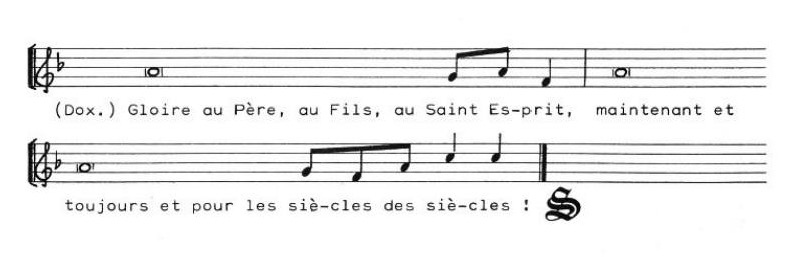 (Dox.) Gloire au Père, au Fils, au Saint Es-prit, maintenant et
toujours et pour les siè-cles des siè-cles ! S